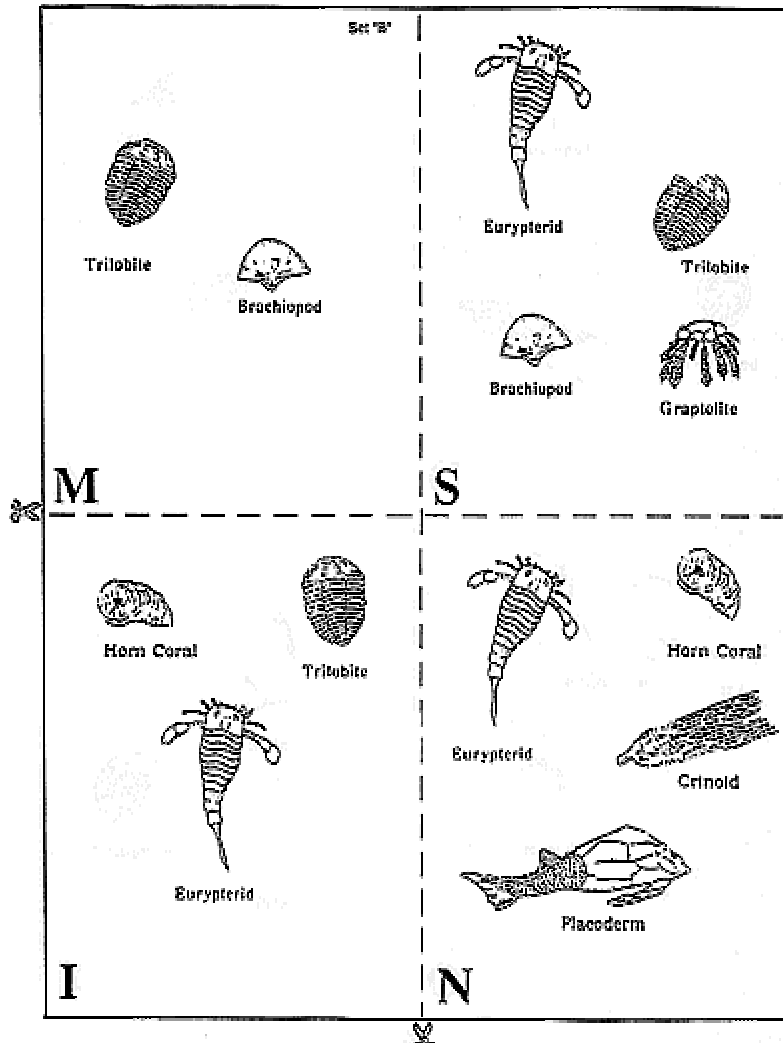 Set "B"
Trilobite
Brachiopod
M
Eurypterid
Trilobite
Brachiopod
Graptolite
S
Horn Coral
Trilobite
Eurypterid
I
Horn Coral
Eurypterid
Crinoid
Placoderm
N